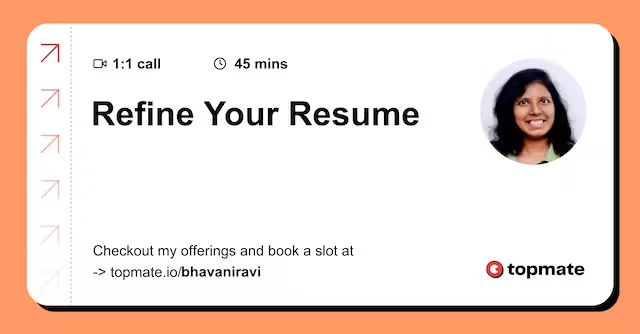 1:1 call 45 mins
Refine Your Resume
Checkout my offerings and book a slot at
-> topmate.io/bhavaniravi
topmate